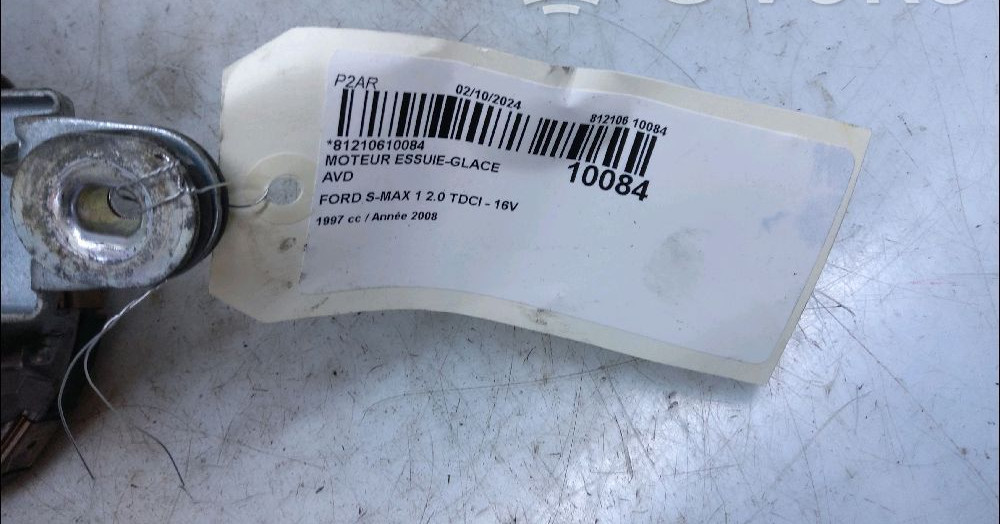 P2AR
02/10/2024
812106 10084
*81210610084
10084
MOTEUR ESSUIE-GLACE
AVD
FORD S-MAX 1 2.0 TDCI - 16V
1997 cc / Année 2008